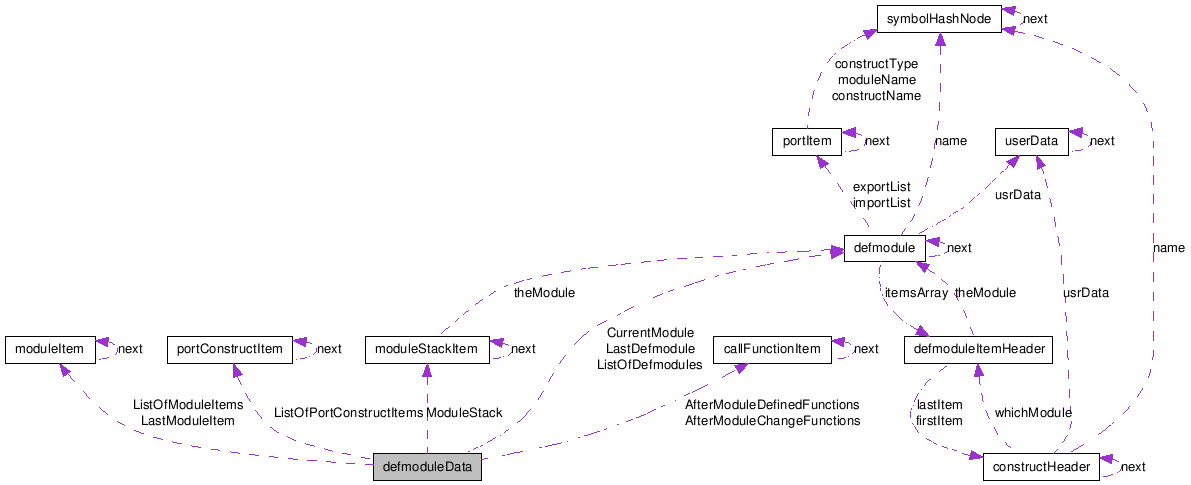 symbolHashNode
next
constructType
moduleName
constructName
portItem
next
name
userData
next
exportList
importList
usrData
defmodule
next
name
theModule
itemsArray
theModule
usrData
moduleItem
next
portConstructItem
next
moduleStackItem
next
CurrentModule
LastDefmodule
ListOfDefmodules
callFunctionItem
next
defmoduleItemHeader
ListOfModuleItems
LastModuleItem
ListOfPortConstructItems
ModuleStack
AfterModuleDefinedFunctions
AfterModuleChangeFunctions
lastItem
firstItem
whichModule
defmoduleData
constructHeader
next